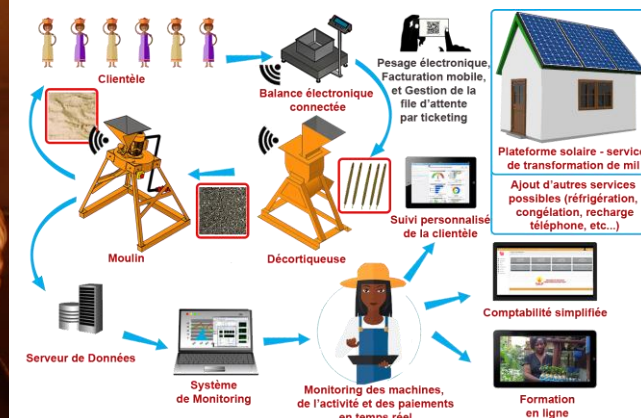 Clientèle
Balance électronique
connectée
Pesage électronique,
Facturation mobile,
et Gestion de la
file d'attente
par ticketing
Plateforme solaire - service
de transformation de mil
Ajout d'autres services
possibles (réfrigération,
congélation, recharge
téléphone, etc...)
Moulin
Décortiqueuse
Suivi personnalisé
de la clientèle
Comptabilité simplifiée
Serveur de Données
Système
de Monitoring
Monitoring des machines,
de l'activité et des paiements
en temps réel
Formation
en ligne